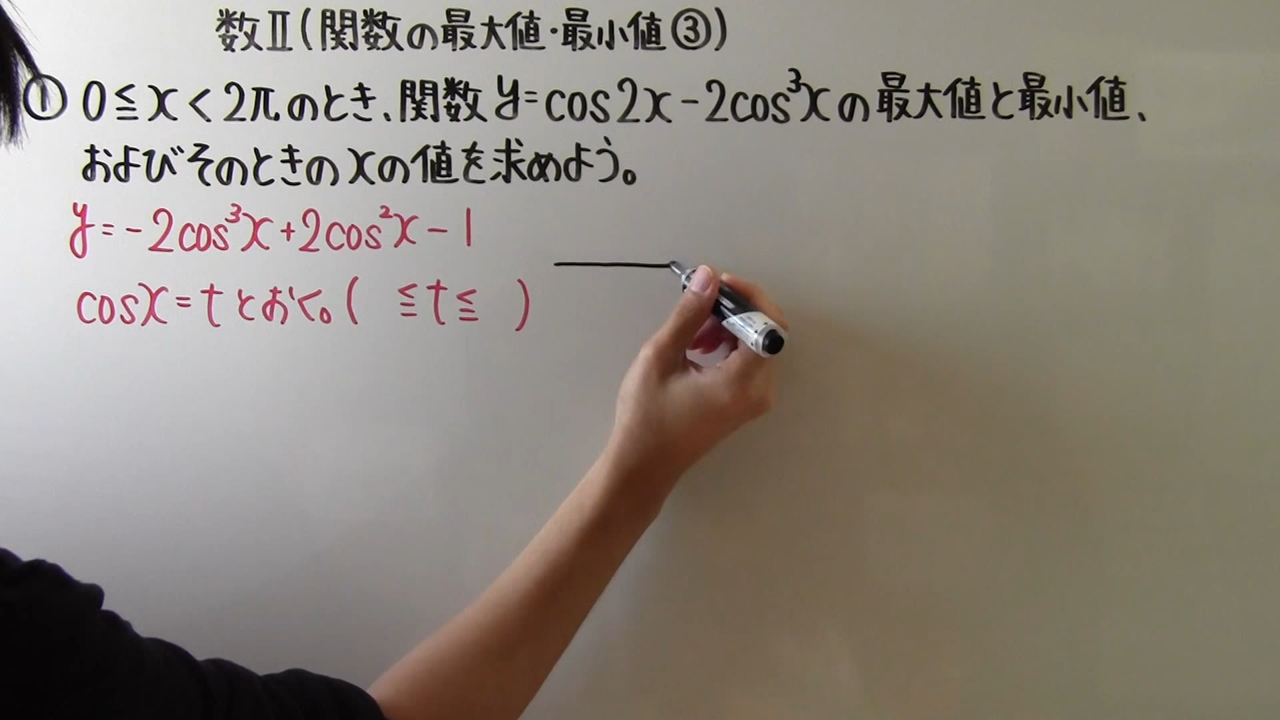 数Ⅱ(関数の最大値・最小値③)
① 0≦x<2πのとき、関数y=cos2x-2cos³xの最大値と最小値、
およびそのときのxの値を求めよう。
y=-2cos³x+2cos²x-1
cosx=tとおく。( ≦t≦ )